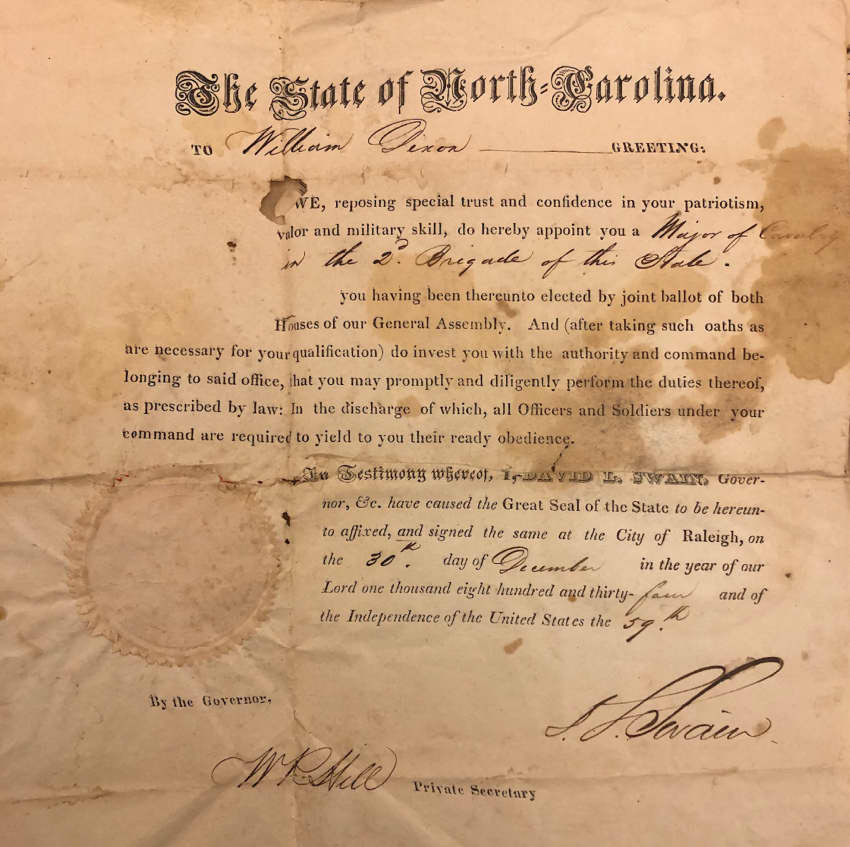 The State of North-Carolina.
TO William Dixon GREETING:
WE, reposing special trust and confidence in your patriotism,
valor and military skill, do hereby appoint you a Major of Cavalry
in the 2d. Brigade of this State.
you having been thereunto elected by joint ballot of both
Houses of our General Assembly. And (after taking such oaths as
are necessary for your qualification) do invest you with the authority and command be-
longing to said office, that you may promptly and diligently perform the duties thereof,
as prescribed by law: In the discharge of which, all Officers and Soldiers under your
command are required to yield to you their ready obedience.
In Testimony whereof, I, DAVID L. SWAIN, Gover-
nor, &c. have caused the Great Seal of the State to be hereun-
to affixed, and signed the same at the City of Raleigh, on
the 30th. day of December in the year of our
Lord one thousand eight hundred and thirty-four and of
the Independence of the United States the 59.th
By the Governor,
D. L. Swain
Wm R Hill Private Secretary